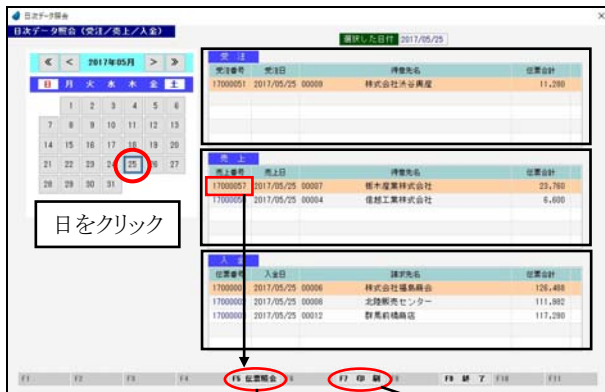 日次データ照会
日次データ照会（受注／売上／入金）
選択した日付 2017/05/25
≪ < 2017年05月 > ≫
日 月 火 水 木 金 土
1 2 3 4 5 6
7 8 9 10 11 12 13
14 15 16 17 18 19 20
21 22 23 24 25 26 27
28 29 30 31
日をクリック
受 注
受注番号 受注日 得意先名 伝票合計
17000051 2017/05/25 00009 株式会社渋谷興産 11,280
売 上
売上番号 売上日 得意先名 伝票合計
17000057 2017/05/25 00007 栃木産業株式会社 23,760
2017/05/25 00004 信越工業株式会社 6,600
入
伝票番号 入金日 請求先名 伝票合計
2017/05/25 00006 株式会社福島商会 126,488
2017/05/25 00008 北陸販売センター 111,982
2017/05/25 00012 群馬前橋商店 117,280
F1 F2 F3 F4 F5 伝票照会 F6 F7 印 刷 F8 F9 終 了 F10 F11